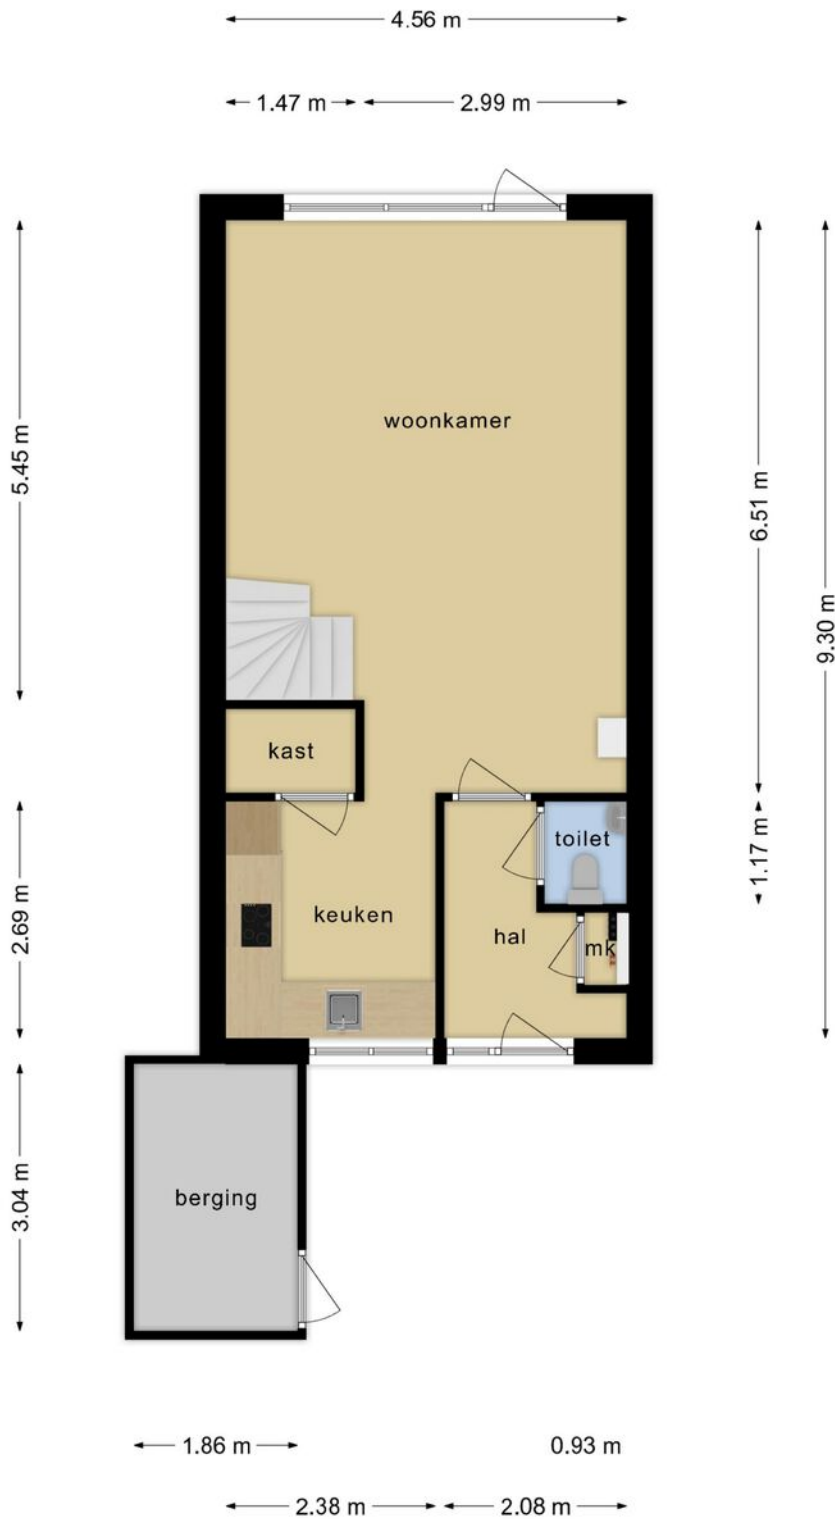 4.56 m
1.47 m 2.99 m
5.45 m
woonkamer
6.51 m
9.30 m
kast
toilet
1.17 m
2.69 m
keuken
hal
mk
3.04 m
berging
1.86 m 0.93 m
2.38 m 2.08 m